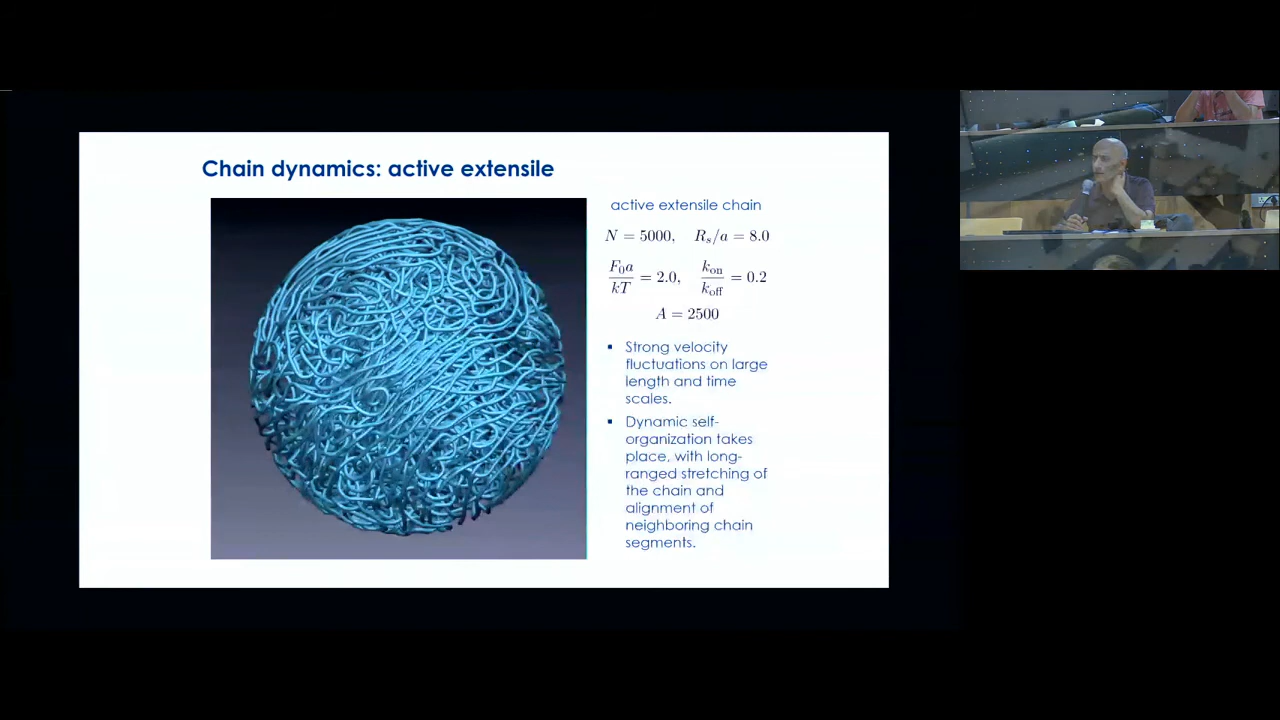 Chain dynamics: active extensile
active extensile chain
N = 5000, R_s/a = 8.0
F_0a/kT = 2.0, k_on/k_off = 0.2
A = 2500
▪ Strong velocity
fluctuations on large
length and time
scales.
▪ Dynamic self-
organization takes
place, with long-
ranged stretching of
the chain and
alignment of
neighboring chain
segments.